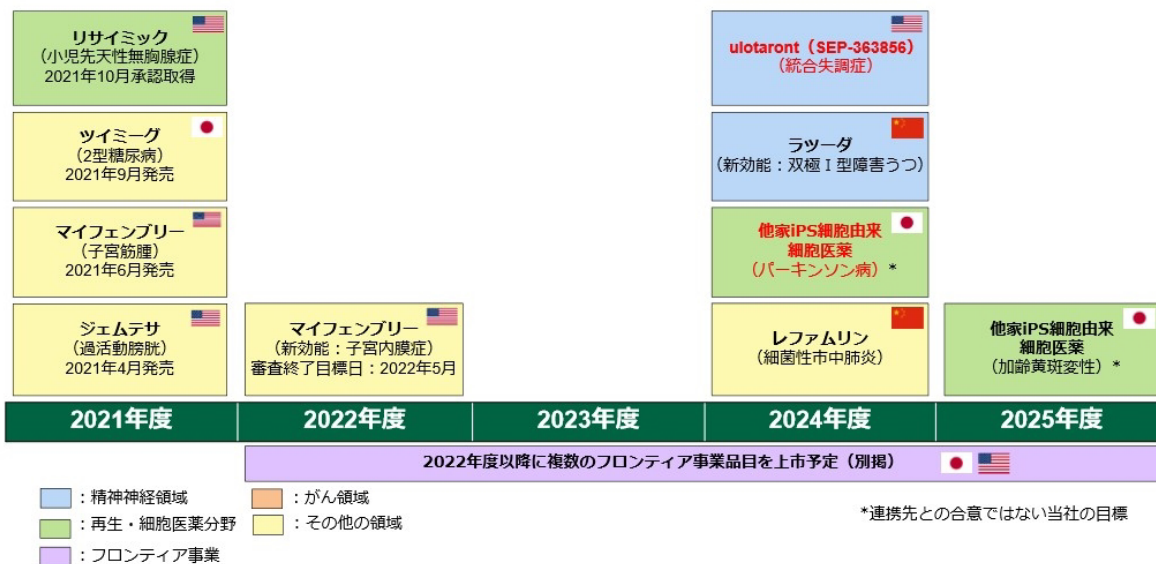 リサイミック
（小児先天性無胸腺症）
2021年10月承認取得
ツイミーグ
（2型糖尿病）
2021年9月発売
マイフェンブリー
（子宮筋腫）
2021年6月発売
ジェムテサ
（過活動膀胱）
2021年4月発売
マイフェンブリー
（新効能：子宮内膜症）
審査終了目標日：2022年5月
ulotaront（SEP-363856）
（統合失調症）
ラツーダ
（新効能：双極Ⅰ型障害うつ）
他家iPS細胞由来
細胞医薬
（パーキンソン病）*
レファムリン
（細菌性市中肺炎）
他家iPS細胞由来
細胞医薬
（加齢黄斑変性）*
2021年度 2022年度 2023年度 2024年度 2025年度
2022年度以降に複数のフロンティア事業品目を上市予定（別掲）
：精神神経領域
：がん領域
：再生・細胞医薬分野
：その他の領域
：フロンティア事業
*連携先との合意ではない当社の目標